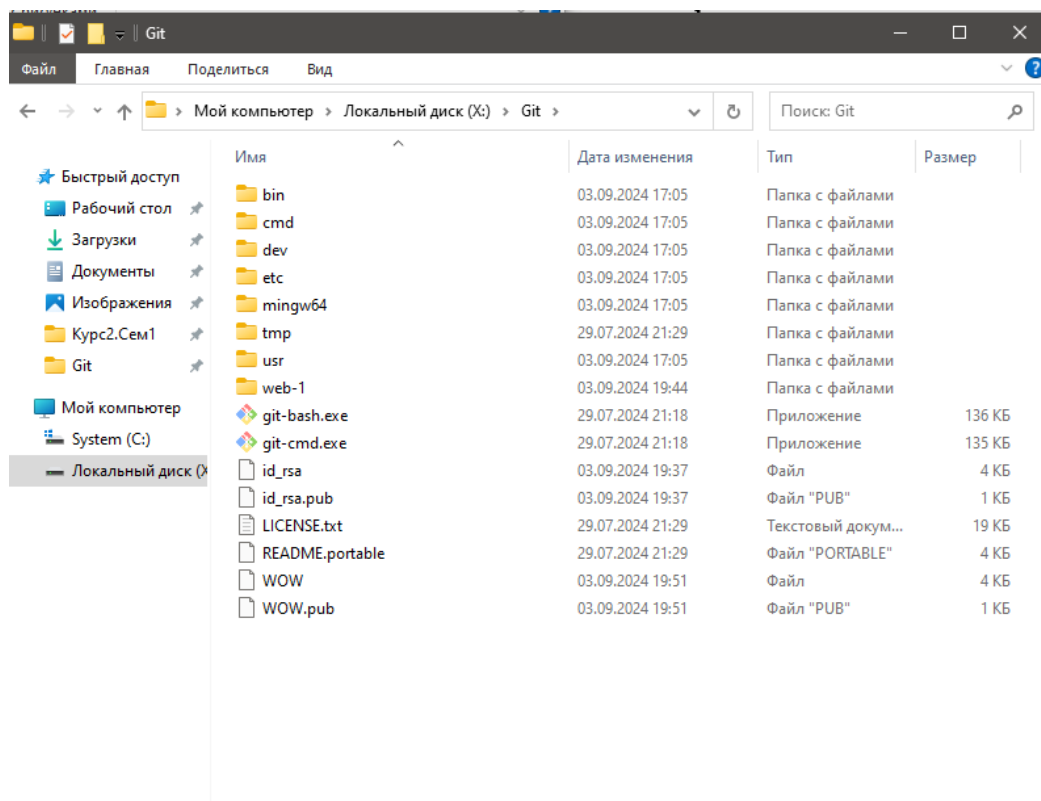 Git
Файл Главная Поделиться Вид
Мой компьютер Локальный диск (X:) Git Поиск: Git
Имя Дата изменения Тип Размер
Быстрый доступ
Рабочий стол
Загрузки
Документы
Изображения
Курс2.Сем1
Git
Мой компьютер
System (C:)
Локальный диск (X
bin 03.09.2024 17:05 Папка с файлами
cmd 03.09.2024 17:05 Папка с файлами
dev 03.09.2024 17:05 Папка с файлами
etc 03.09.2024 17:05 Папка с файлами
mingw64 03.09.2024 17:05 Папка с файлами
tmp 29.07.2024 21:29 Папка с файлами
usr 03.09.2024 17:05 Папка с файлами
web-1 03.09.2024 19:44 Папка с файлами
git-bash.exe 29.07.2024 21:18 Приложение 136 КБ
git-cmd.exe 29.07.2024 21:18 Приложение 135 КБ
id_rsa 03.09.2024 19:37 Файл 4 КБ
id_rsa.pub 03.09.2024 19:37 Файл "PUB" 1 КБ
LICENSE.txt 29.07.2024 21:29 Текстовый докум... 19 КБ
README.portable 29.07.2024 21:29 Файл "PORTABLE" 4 КБ
WOW 03.09.2024 19:51 Файл 4 КБ
WOW.pub 03.09.2024 19:51 Файл "PUB" 1 КБ